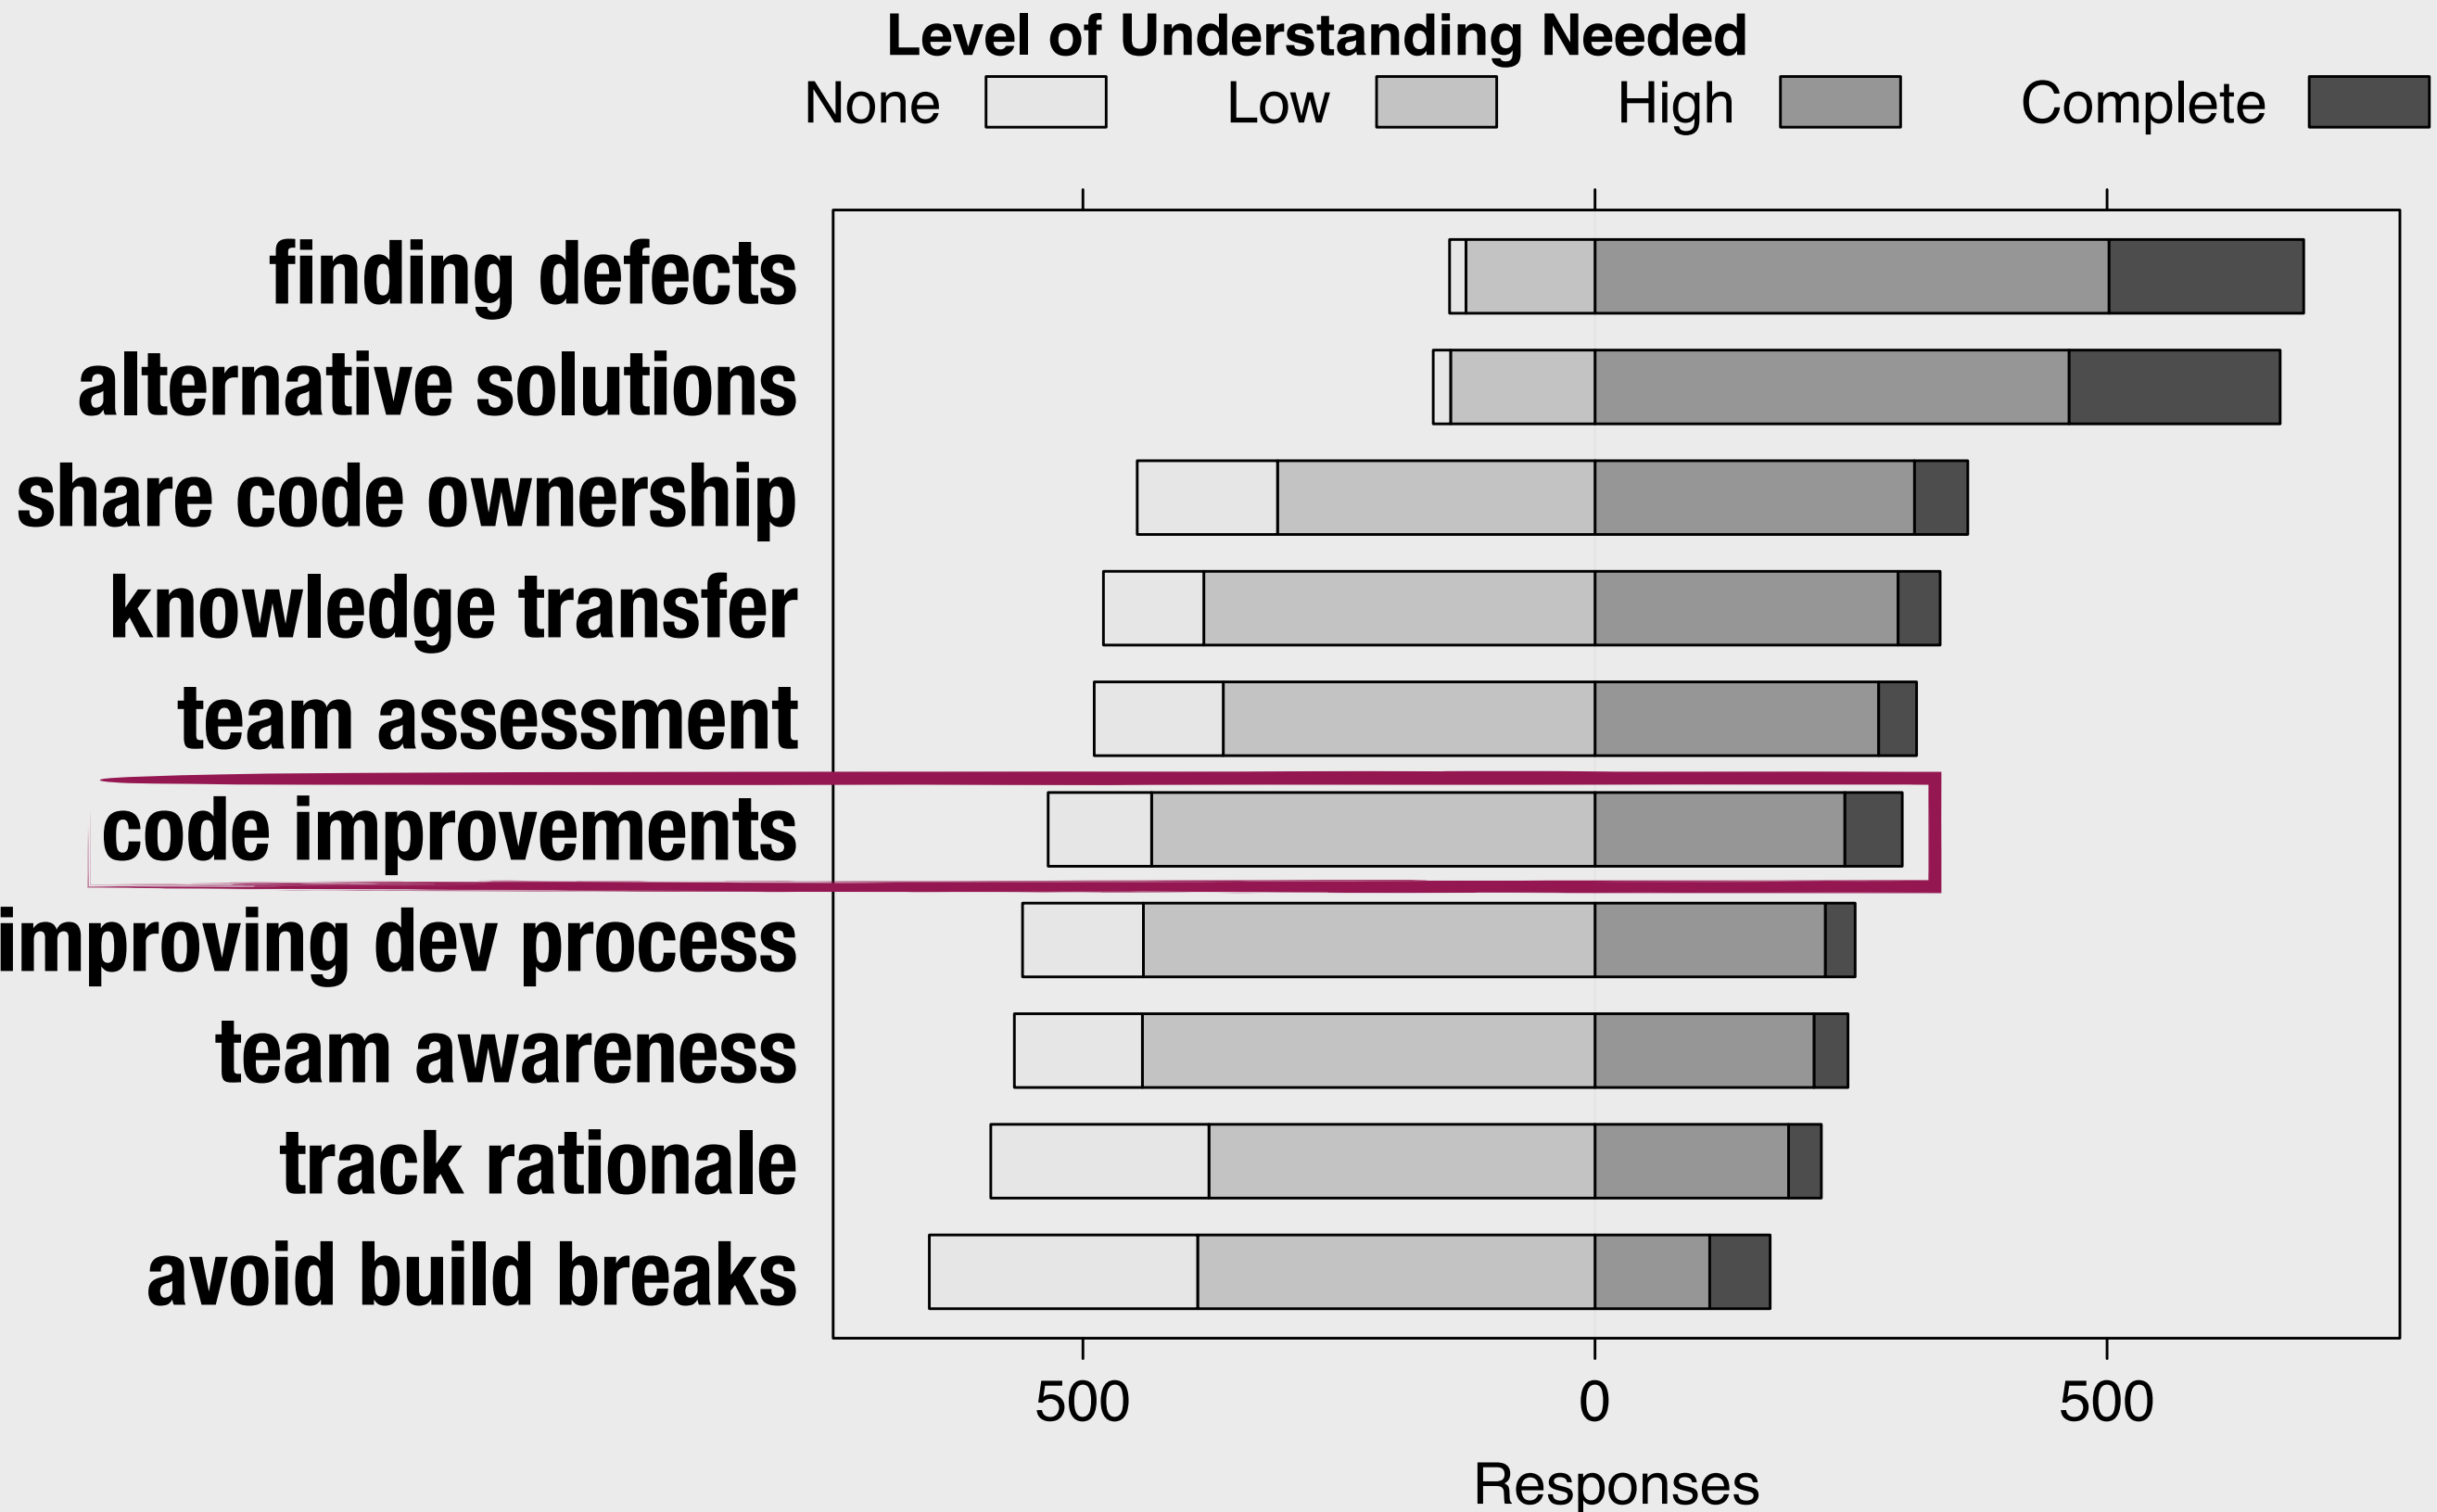 Level of Understanding Needed
None Low High Complete
finding defects
alternative solutions
share code ownership
knowledge transfer
team assessment
code improvements
improving dev process
team awareness
track rationale
avoid build breaks
500 0 500
Responses